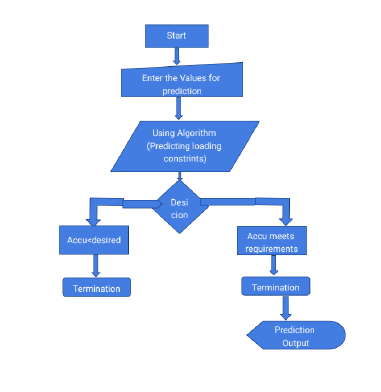 Start
Enter the Values for
prediction
Using Algorithm
(Predicting loading
constrints)
Desi
cion
Accu<desired
Accu meets
requirements
Termination
Termination
Prediction
Output